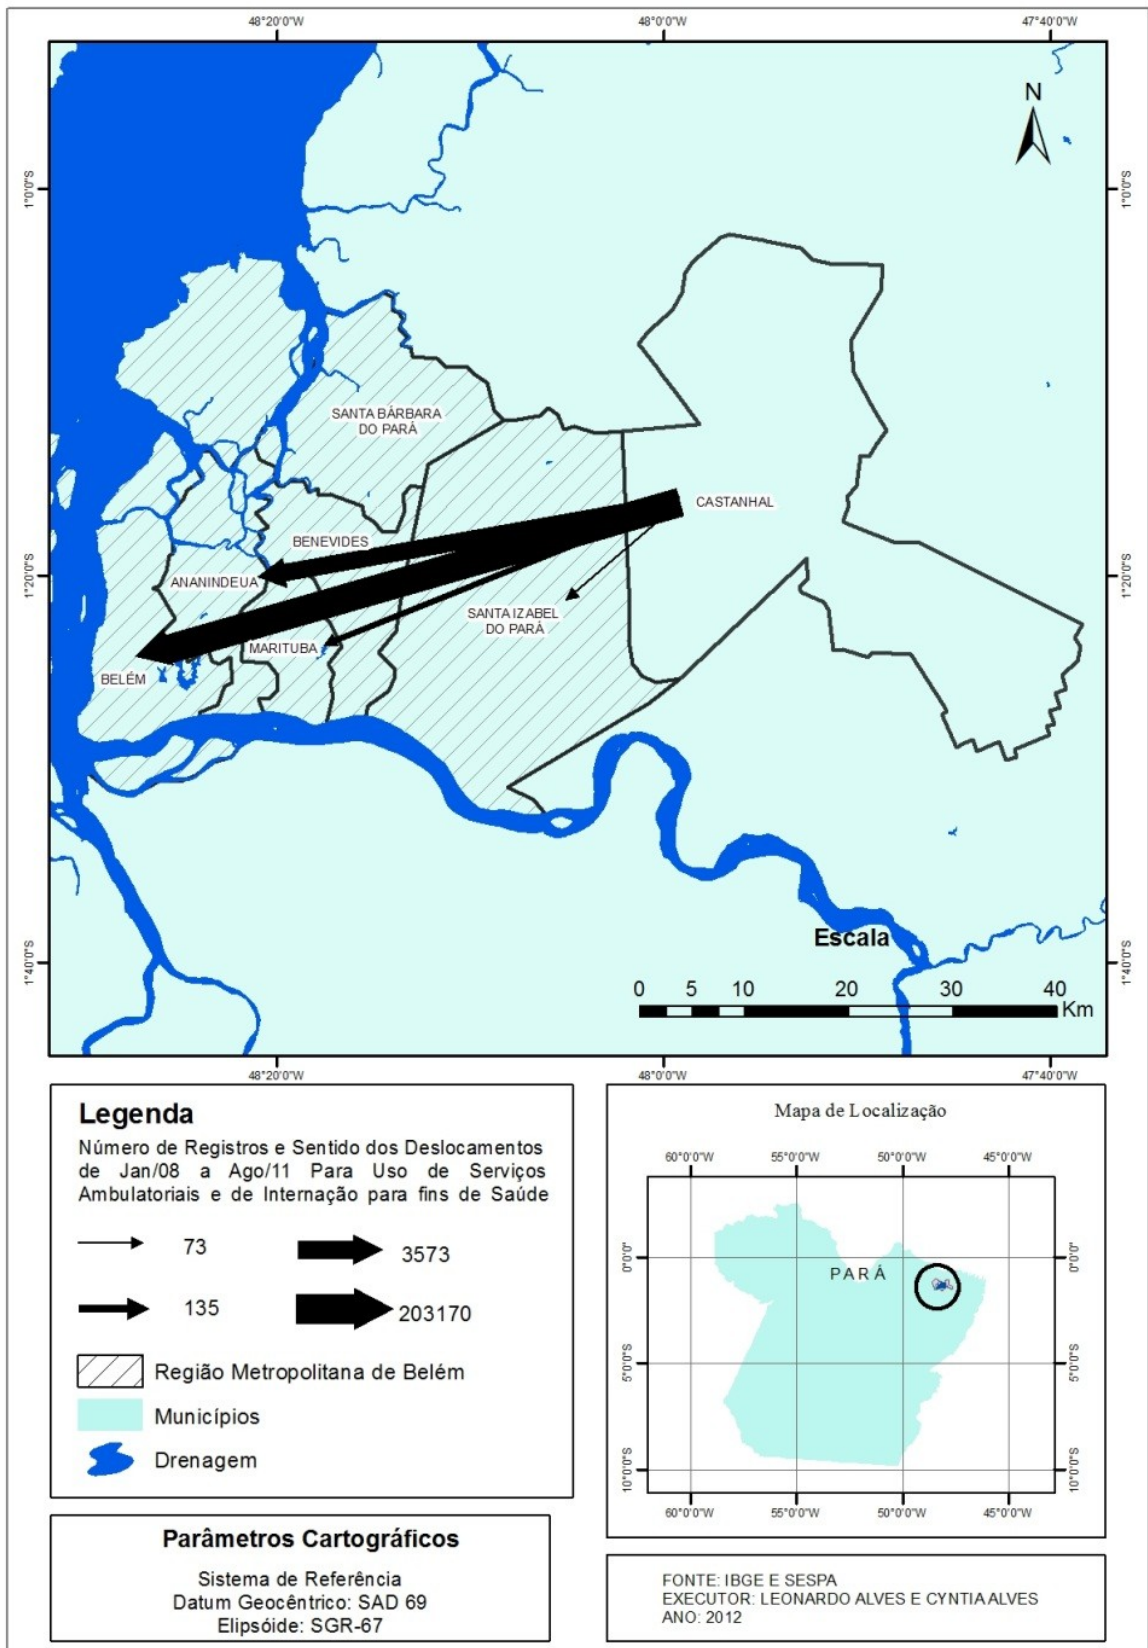 48°20'0"W
48°0'0"W
47°40'0"W
N
1°0'0"S
1°0'0"S
SANTA BÁRBARA
DO PARÁ
CASTANHAL
BENEVIDES
1°20'0"S
1°20'0"S
ANANINDEUA
SANTA IZABEL
DO PARÁ
MARITUBA
BELÉM
Escala
1°40'0"S
1°40'0"S
0 5 10 20 30 40
Km
48°20'0"W
48°0'0"W
47°40'0"W
Legenda
Número de Registros e Sentido dos Deslocamentos
de Jan/08 a Ago/11 Para Uso de Serviços
Ambulatoriais e de Internação para fins de Saúde
73
3573
135
203170
Região Metropolitana de Belém
Municípios
Drenagem
Parâmetros Cartográficos
Sistema de Referência
Datum Geocêntrico: SAD 69
Elipsóide: SGR-67
Mapa de Localização
60°0'0"W
55°0'0"W
50°0'0"W
45°0'0"W
0°0'0"
0°0'0"
PARÁ
5°0'0"S
5°0'0"S
10°0'0"S
10°0'0"S
60°0'0"W
55°0'0"W
50°0'0"W
45°0'0"W
FONTE: IBGE E SESPA
EXECUTOR: LEONARDO ALVES E CYNTIA ALVES
ANO: 2012